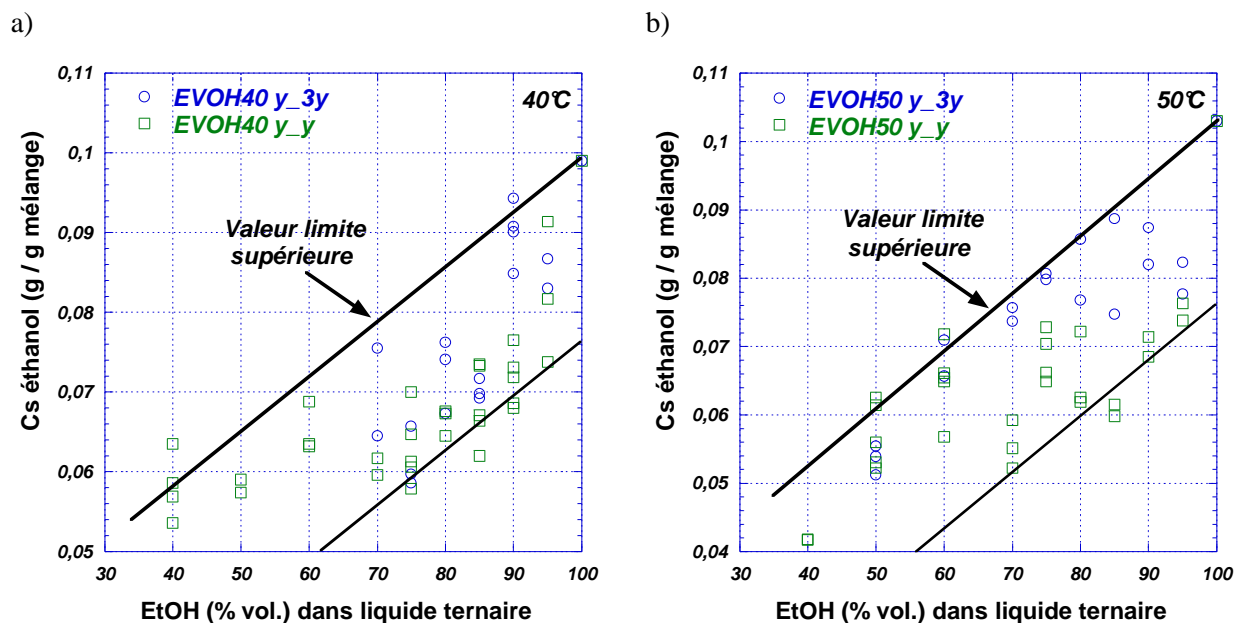 a)
b)
0,11
0,1
0,09
0,08
0,07
0,06
0,05
Cs éthanol (g / g mélange)
EVOH40 y_3y
EVOH40 y_y
40°C
Valeur limite
supérieure
30 40 50 60 70 80 90 100
EtOH (% vol.) dans liquide ternaire
0,11
0,1
0,09
0,08
0,07
0,06
0,05
0,04
Cs éthanol (g / g mélange)
EVOH50 y_3y
EVOH50 y_y
50°C
Valeur limite
supérieure
30 40 50 60 70 80 90 100
EtOH (% vol.) dans liquide ternaire